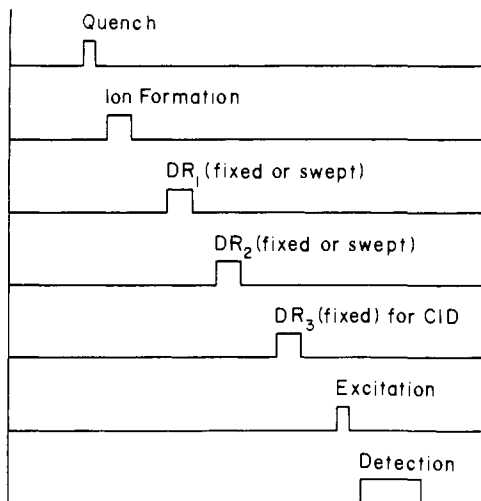 Quench
Ion Formation
DR₁(fixed or swept)
DR₂(fixed or swept)
DR₃(fixed) for CID
Excitation
Detection